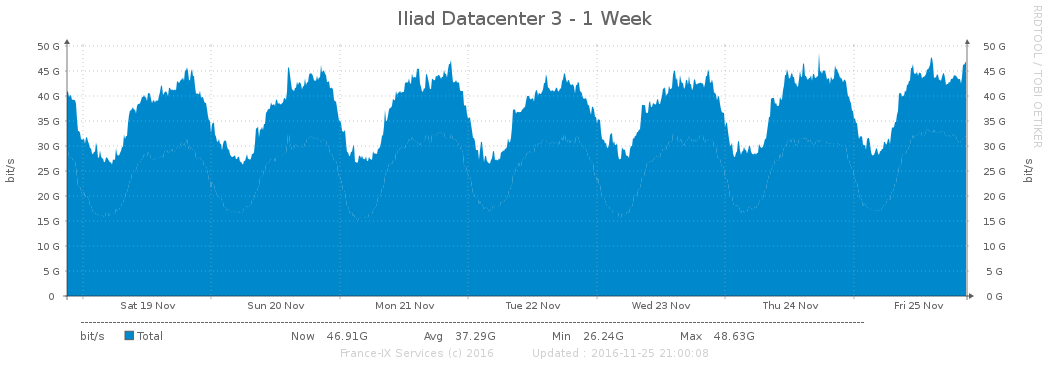 Iliad Datacenter 3 - 1 Week
RRDTOOL / TOBI OETIKER
bit/s
bit/s
50 G 50 G
45 G 45 G
40 G 40 G
35 G 35 G
30 G 30 G
25 G 25 G
20 G 20 G
15 G 15 G
10 G 10 G
5 G 5 G
0 0 G
Sat 19 Nov Sun 20 Nov Mon 21 Nov Tue 22 Nov Wed 23 Nov Thu 24 Nov Fri 25 Nov
bit/s Total Now 46.91G Avg 37.29G Min 26.24G Max 48.63G
France-IX Services (c) 2016 Updated : 2016-11-25 21:00:08